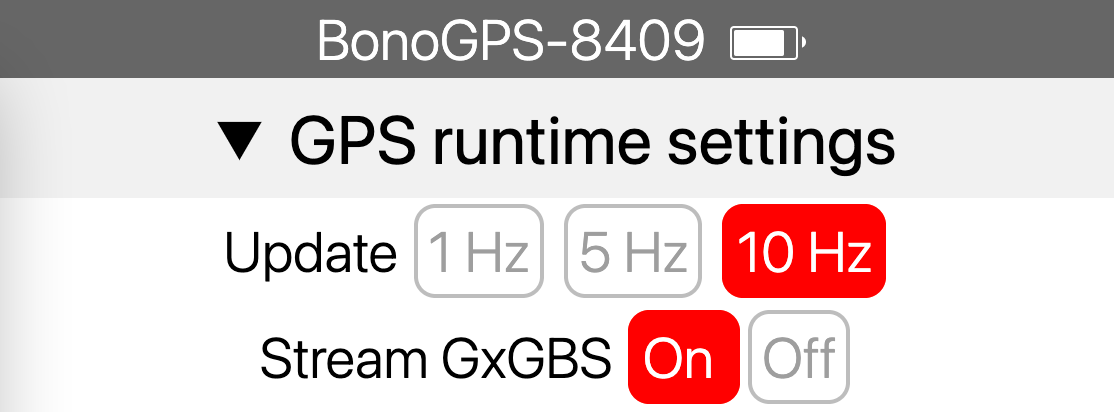 BonoGPS-8409
▼ GPS runtime settings
Update 1 Hz 5 Hz 10 Hz
Stream GxGBS On Off